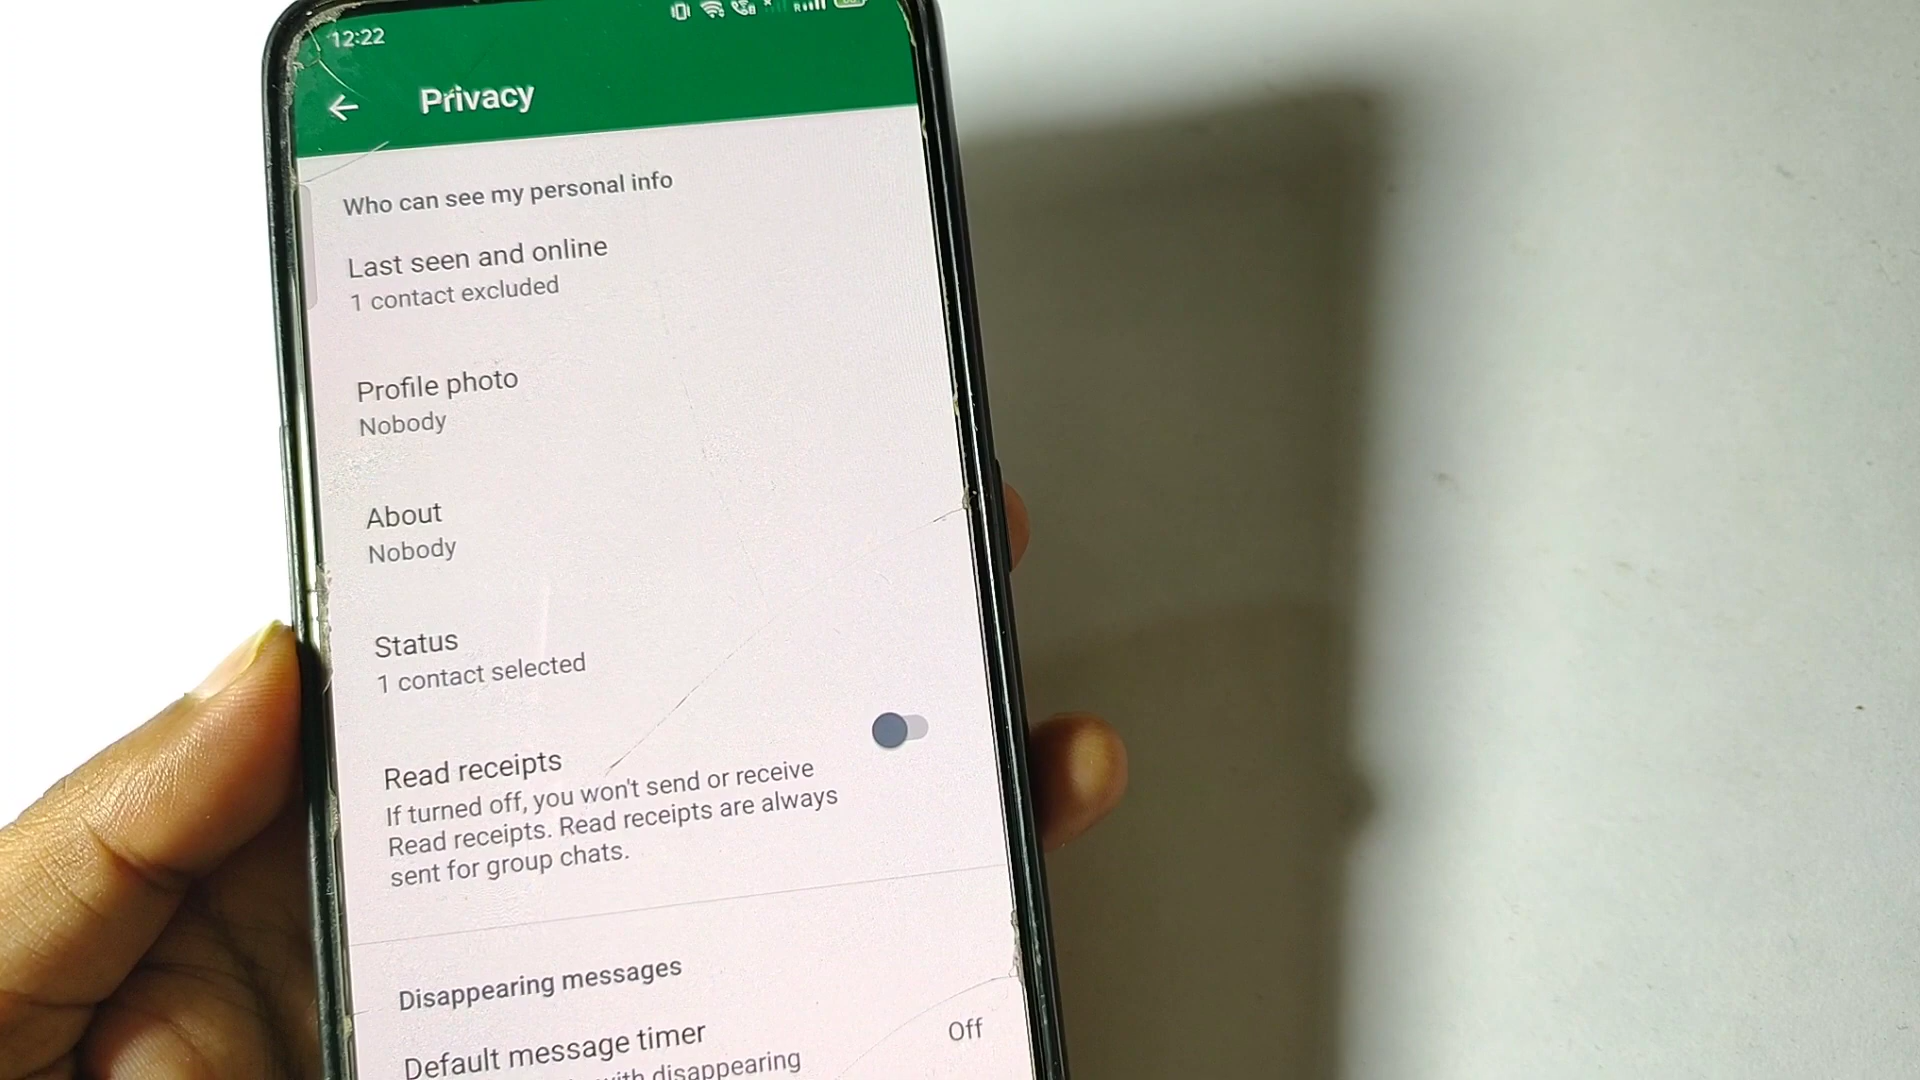 12:22
Privacy
Who can see my personal info
Last seen and online
1 contact excluded
Profile photo
Nobody
About
Nobody
Status
1 contact selected
Read receipts
If turned off, you won't send or receive
Read receipts. Read receipts are always
sent for group chats.
Disappearing messages
Default message timer
Off
with disappearing